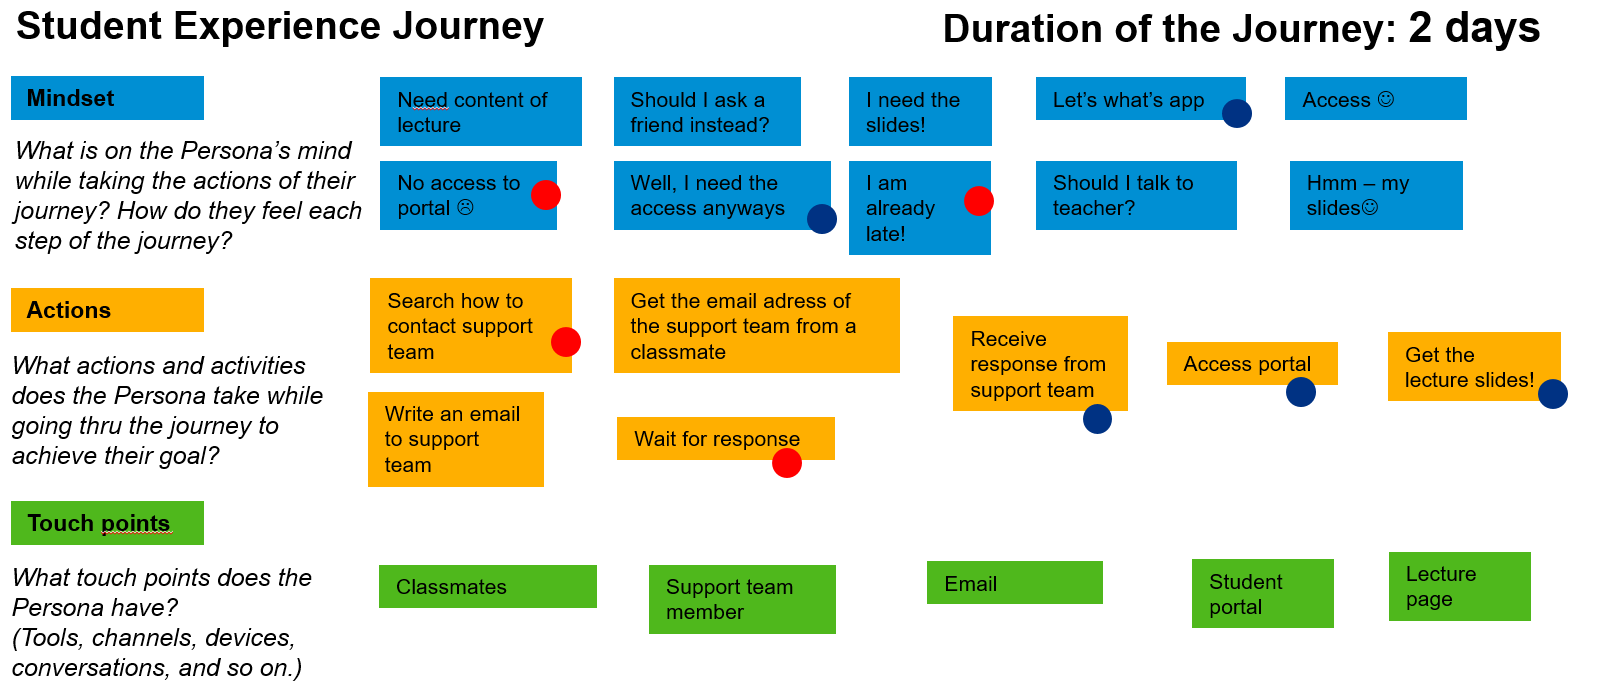 Student Experience Journey
Duration of the Journey: 2 days
Mindset
What is on the Persona's mind
while taking the actions of their
journey? How do they feel each
step of the journey?
Need content of
lecture
Should I ask a
friend instead?
I need the
slides!
Let's what's app
Access ☺
No access to
portal ☹
Well, I need the
access anyways
I am
already
late!
Should I talk to
teacher?
Hmm – my
slides☺
Actions
What actions and activities
does the Persona take while
going thru the journey to
achieve their goal?
Search how to
contact support
team
Get the email adress of
the support team from a
classmate
Receive
response from
support team
Access portal
Get the
lecture slides!
Write an email
to support
team
Wait for response
Touch points
What touch points does the
Persona have?
(Tools, channels, devices,
conversations, and so on.)
Classmates
Support team
member
Email
Student
portal
Lecture
page